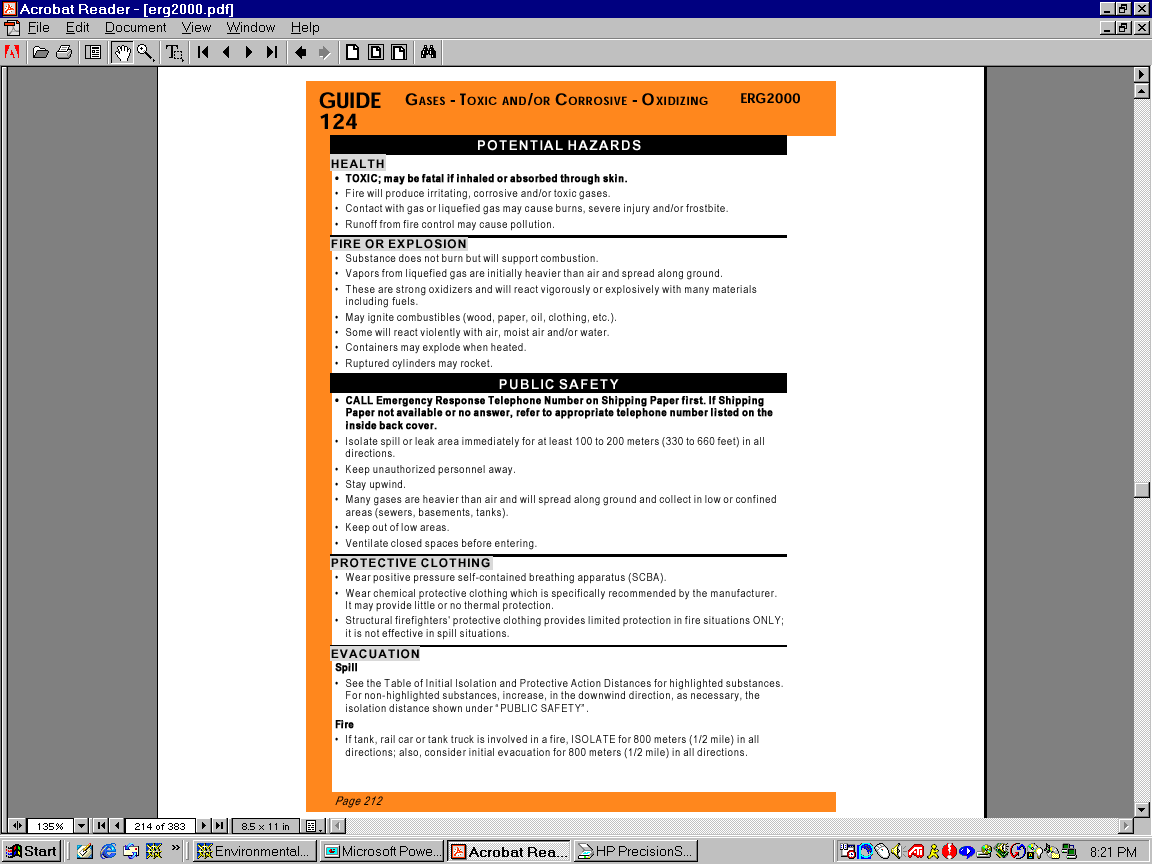 Acrobat Reader - [erg2000.pdf]
File Edit Document View Window Help
GUIDE GASES - TOXIC AND/OR CORROSIVE - OXIDIZING ERG2000
124
POTENTIAL HAZARDS
HEALTH
• TOXIC; may be fatal if inhaled or absorbed through skin.
• Fire will produce irritating, corrosive and/or toxic gases.
• Contact with gas or liquefied gas may cause burns, severe injury and/or frostbite.
• Runoff from fire control may cause pollution.
FIRE OR EXPLOSION
• Substance does not burn but will support combustion.
• Vapors from liquefied gas are initially heavier than air and spread along ground.
• These are strong oxidizers and will react vigorously or explosively with many materials
including fuels.
• May ignite combustibles (wood, paper, oil, clothing, etc.).
• Some will react violently with air, moist air and/or water.
• Containers may explode when heated.
• Ruptured cylinders may rocket.
PUBLIC SAFETY
• CALL Emergency Response Telephone Number on Shipping Paper first. If Shipping
Paper not available or no answer, refer to appropriate telephone number listed on the
inside back cover.
• Isolate spill or leak area immediately for at least 100 to 200 meters (330 to 660 feet) in all
directions.
• Keep unauthorized personnel away.
• Stay upwind.
• Many gases are heavier than air and will spread along ground and collect in low or confined
areas (sewers, basements, tanks).
• Keep out of low areas.
• Ventilate closed spaces before entering.
PROTECTIVE CLOTHING
• Wear positive pressure self-contained breathing apparatus (SCBA).
• Wear chemical protective clothing which is specifically recommended by the manufacturer.
It may provide little or no thermal protection.
• Structural firefighters' protective clothing provides limited protection in fire situations ONLY;
it is not effective in spill situations.
EVACUATION
Spill
• See the Table of Initial Isolation and Protective Action Distances for highlighted substances.
For non-highlighted substances, increase, in the downwind direction, as necessary, the
isolation distance shown under "PUBLIC SAFETY".
Fire
• If tank, rail car or tank truck is involved in a fire, ISOLATE for 800 meters (1/2 mile) in all
directions; also, consider initial evacuation for 800 meters (1/2 mile) in all directions.
Page 212
135% 214 of 383 8.5 x 11 in
Start » Environmental... Microsoft Powe... Acrobat Rea... HP PrecisionS... 8:21 PM